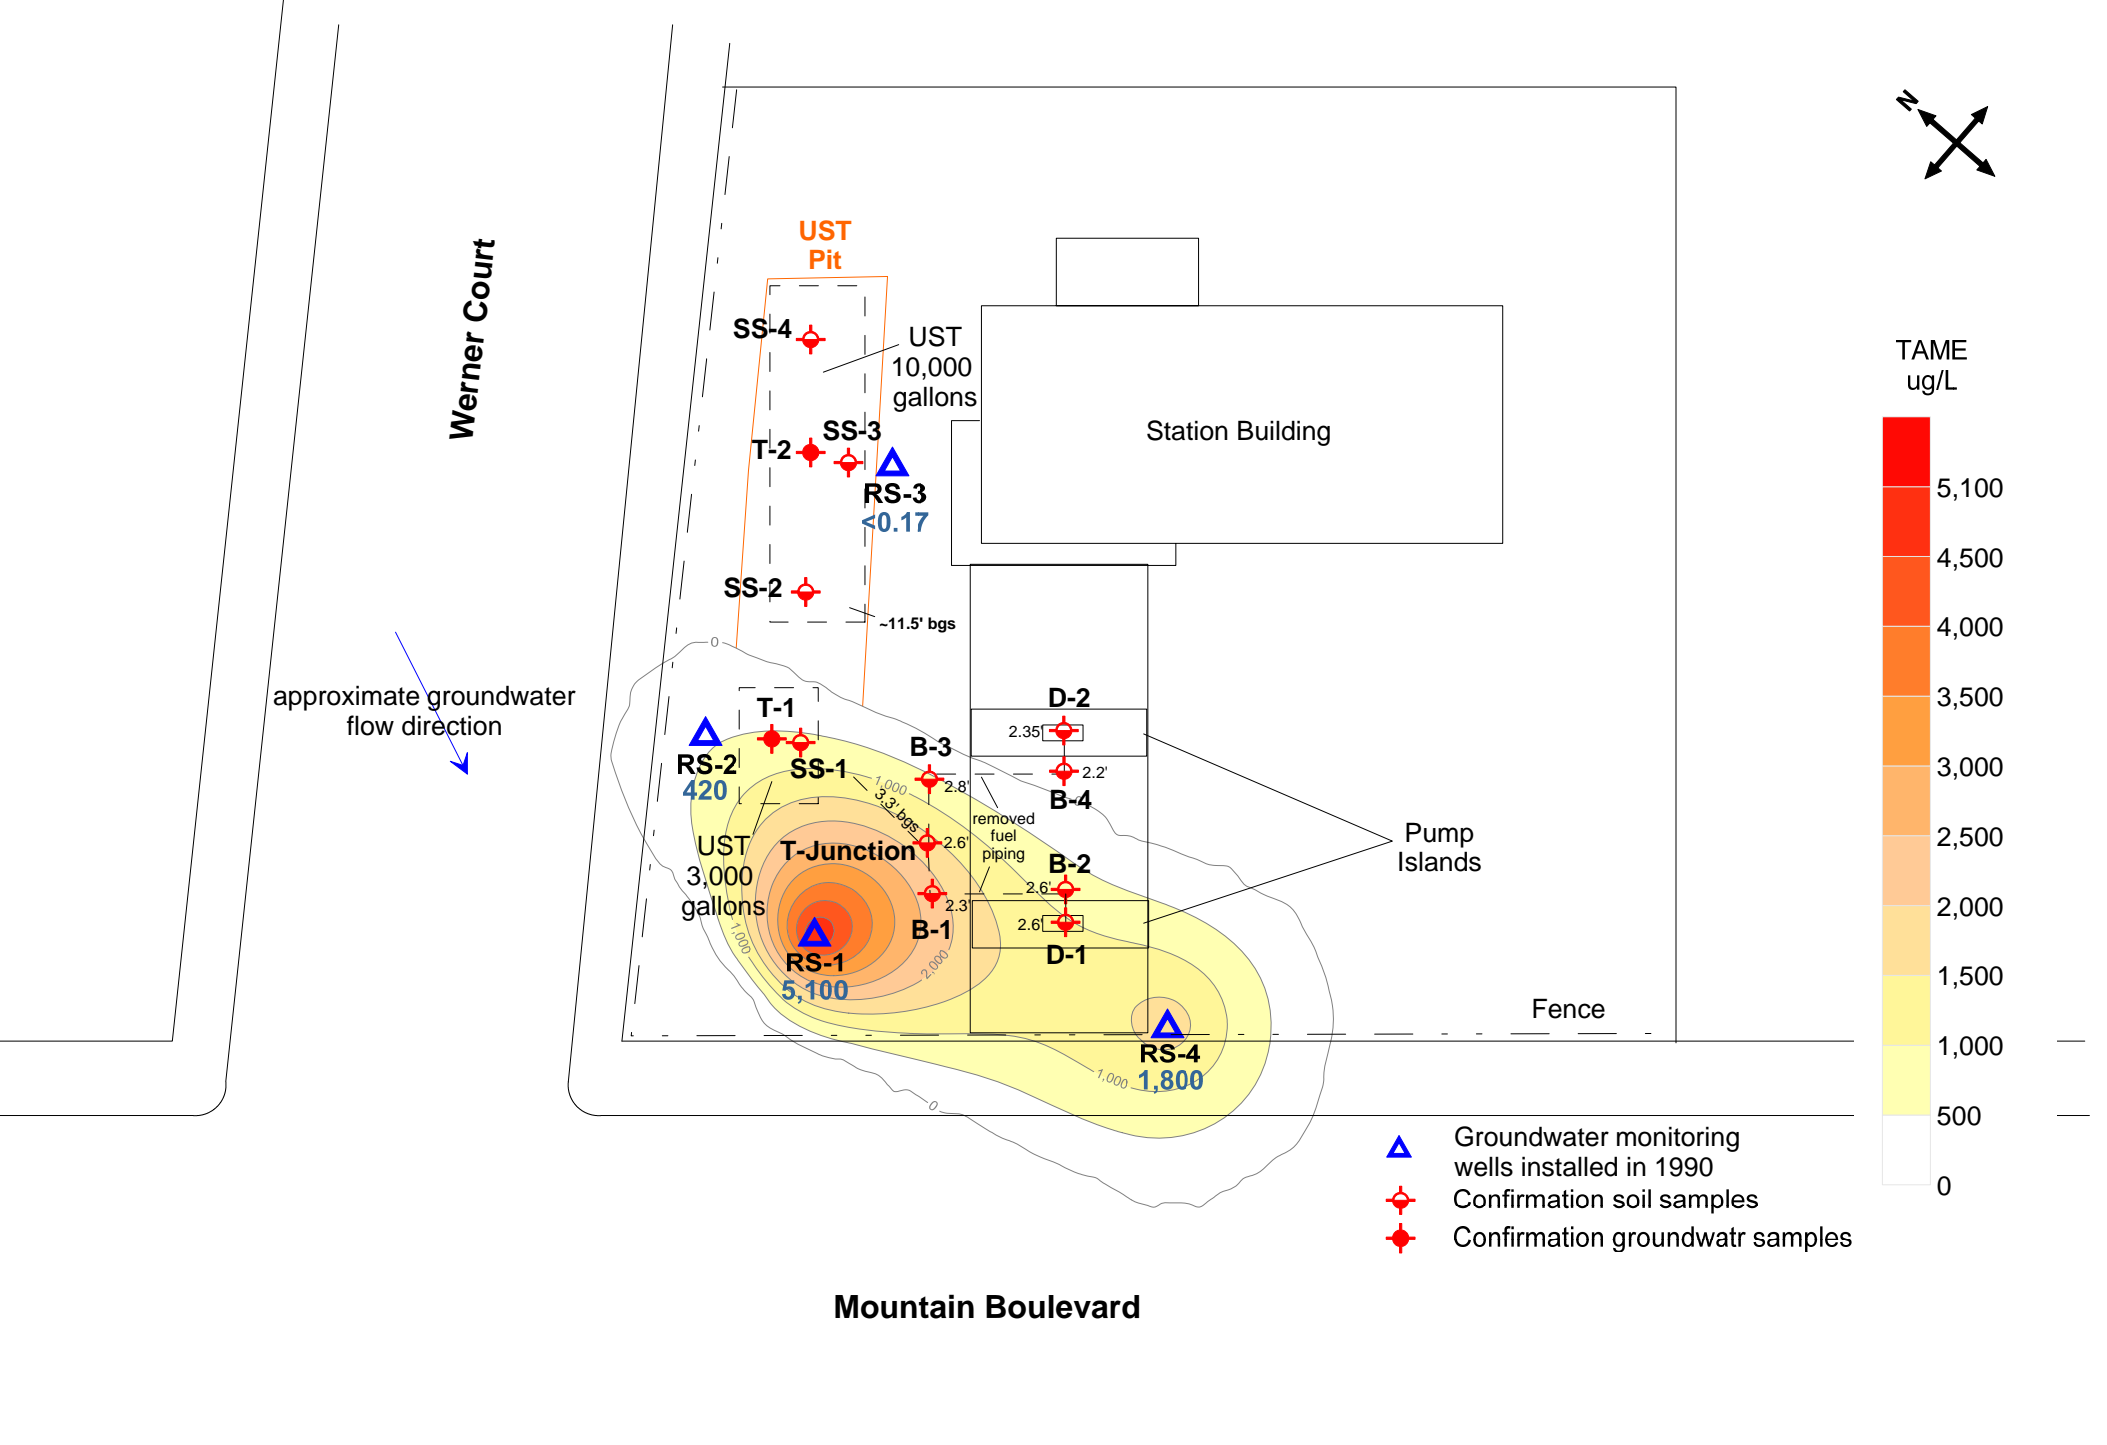 N
UST
Pit
Werner Court
SS-4
UST
10,000
gallons
Station Building
TAME
ug/L
T-2
SS-3
RS-3
<0.17
SS-2
~11.5' bgs
0
approximate groundwater
flow direction
T-1
D-2
2.35'
RS-2
420
SS-1
B-3
2.8'
2.2'
B-4
1,000
3.3' bgs
removed
fuel
piping
Pump
Islands
UST
3,000
gallons
T-Junction
2.6'
B-2
2.6'
2.3'
B-1
2.6'
D-1
1,000
2,000
RS-1
5,100
Fence
RS-4
1,800
1,000
0
5,100
4,500
4,000
3,500
3,000
2,500
2,000
1,500
1,000
500
0
Groundwater monitoring
wells installed in 1990
Confirmation soil samples
Confirmation groundwatr samples
Mountain Boulevard